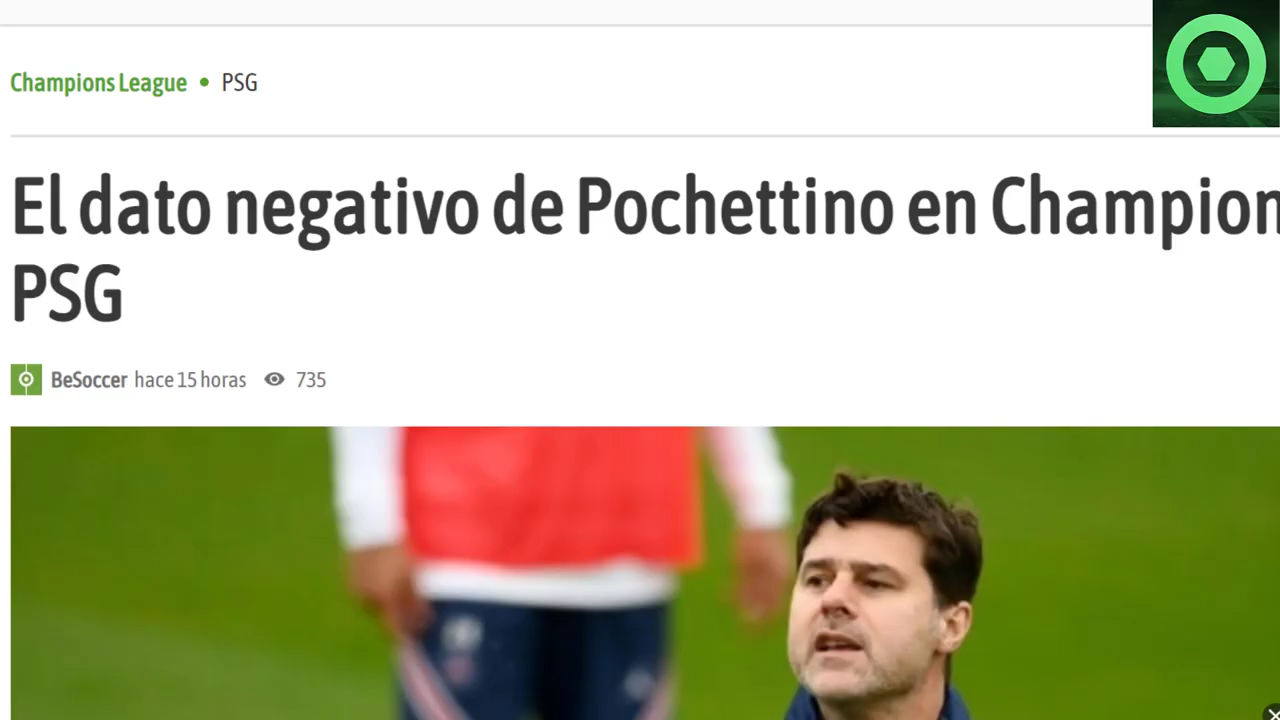 Champions League • PSG
El dato negativo de Pochettino en Champion
PSG
BeSoccer hace 15 horas 735